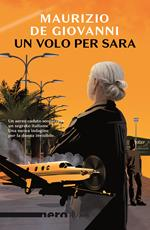 MAURIZIO
DE GIOVANNI
UN VOLO PER SARA
Un aereo caduto
un segreto italiano
Una nuova indagine
per la donna invisibile
nero